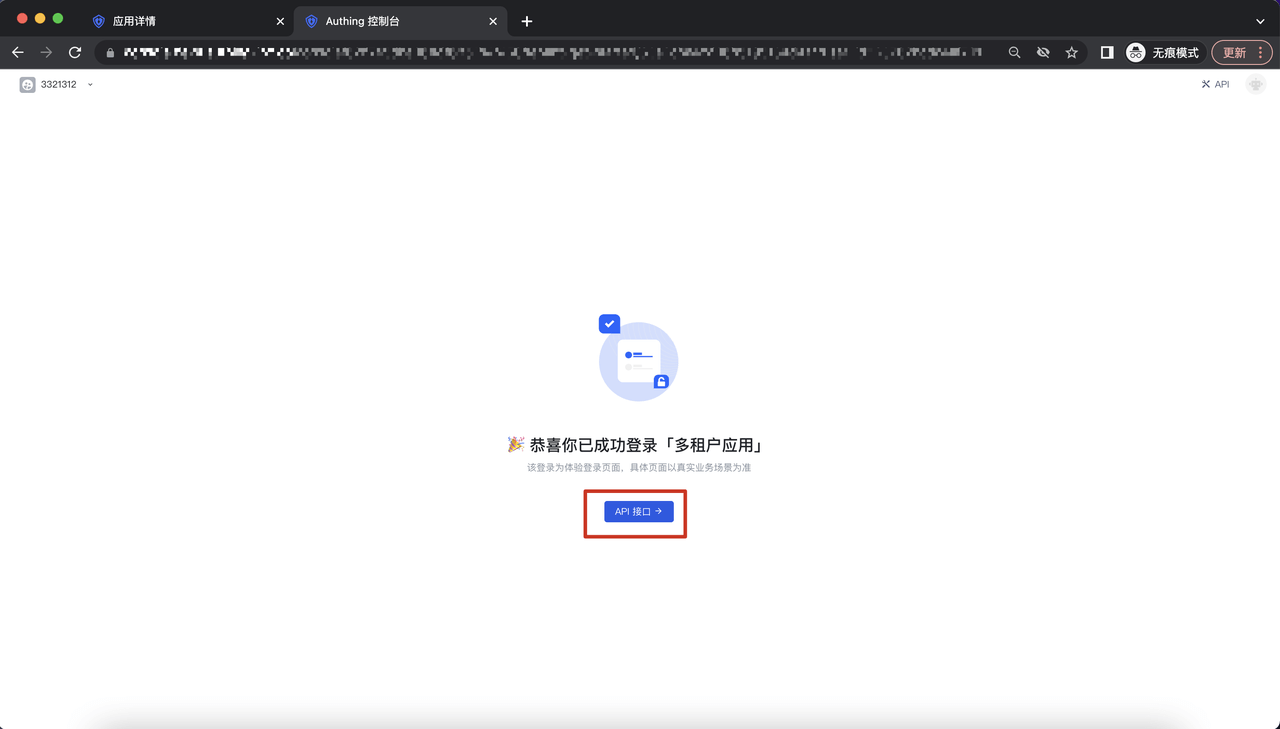 应用详情
Authing 控制台
无痕模式
更新
3321312
API
恭喜你已成功登录「多租户应用」
该登录为体验登录页面，具体页面以真实业务场景为准
API 接口 →